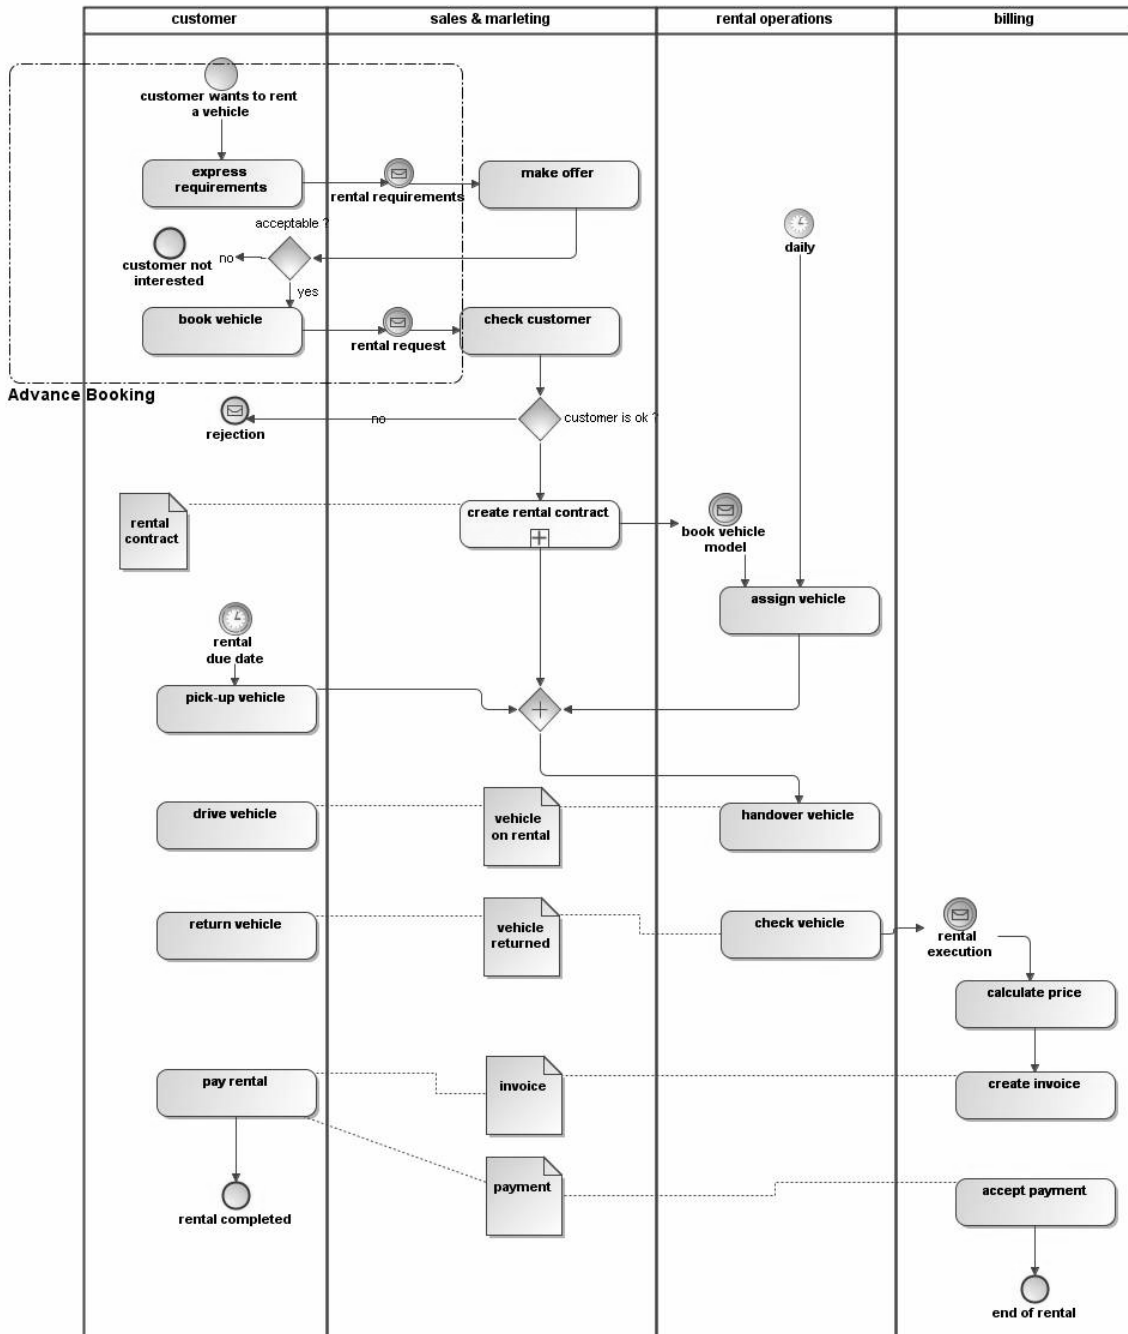 customer
sales & marleting
rental operations
billing
customer wants to rent
a vehicle
express
requirements
rental requirements
make offer
acceptable ?
daily
no
customer not
interested
yes
book vehicle
rental request
check customer
Advance Booking
rejection
no
customer is ok ?
rental
contract
create rental contract
book vehicle
model
assign vehicle
rental
due date
pick-up vehicle
drive vehicle
vehicle
on rental
handover vehicle
return vehicle
vehicle
returned
check vehicle
rental
execution
calculate price
pay rental
invoice
create invoice
payment
accept payment
rental completed
end of rental